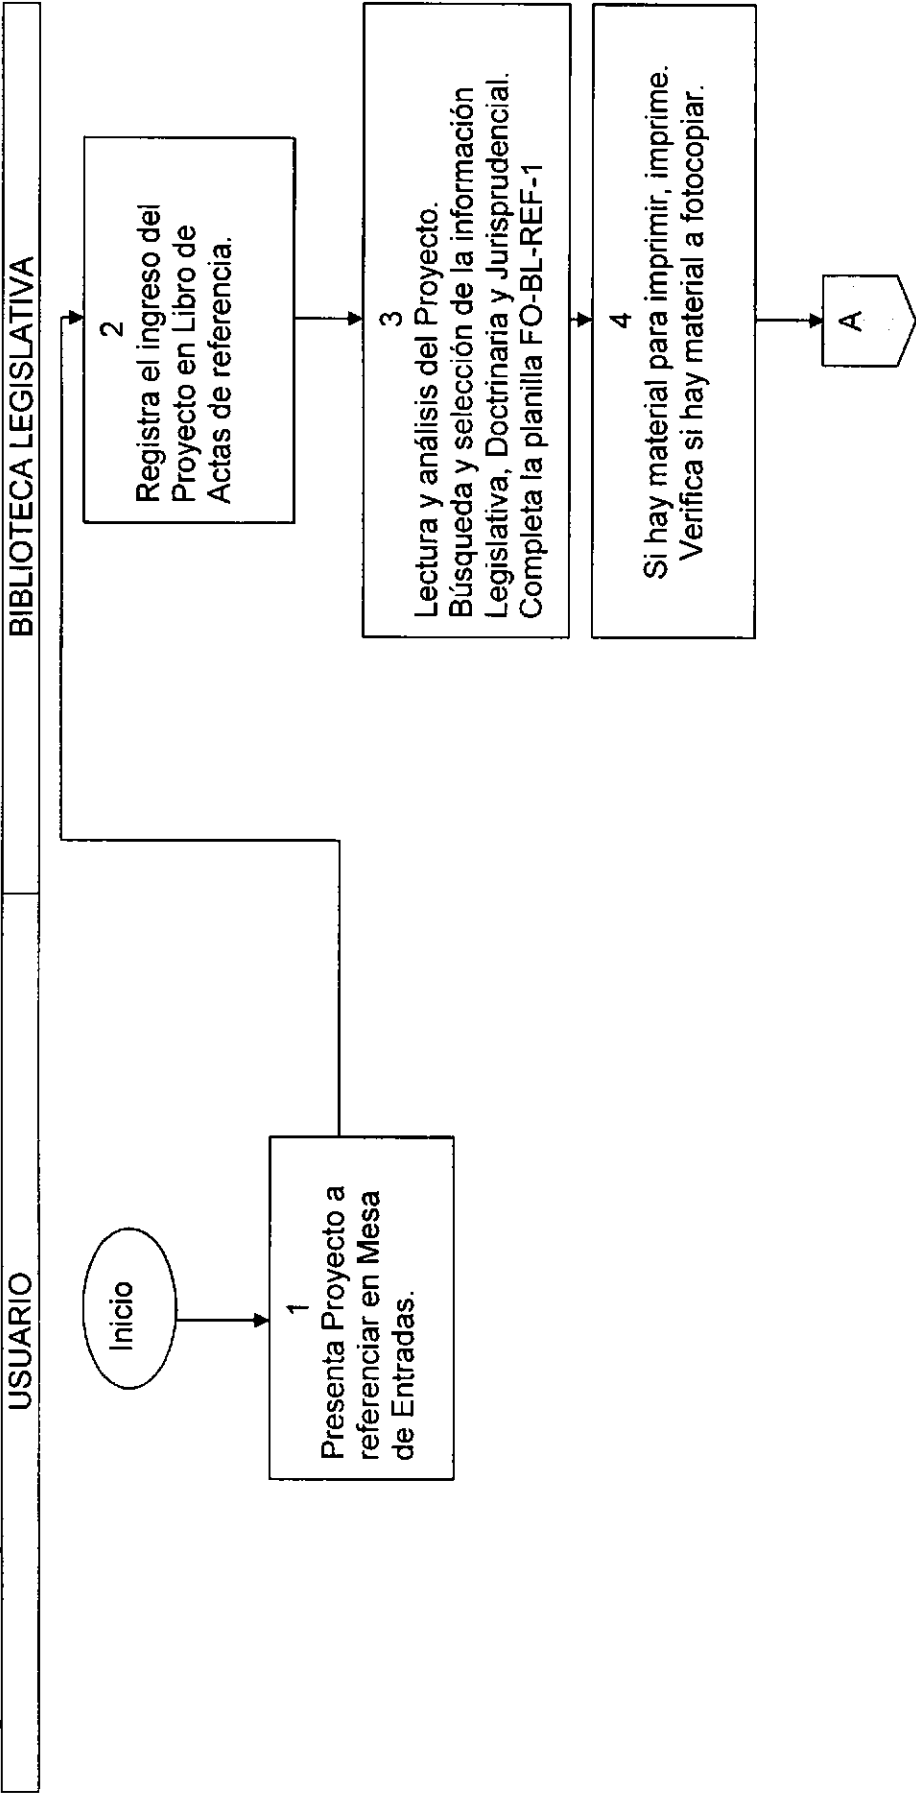 USUARIO
BIBLIOTECA LEGISLATIVA
Inicio
1
Presenta Proyecto a
referenciar en Mesa
de Entradas.
2
Registra el ingreso del
Proyecto en Libro de
Actas de referencia.
3
Lectura y análisis del Proyecto.
Búsqueda y selección de la información
Legislativa, Doctrinaria y Jurisprudencial.
Completa la planilla FO-BL-REF-1
4
Si hay material para imprimir, imprime.
Verifica si hay material a fotocopiar.
A